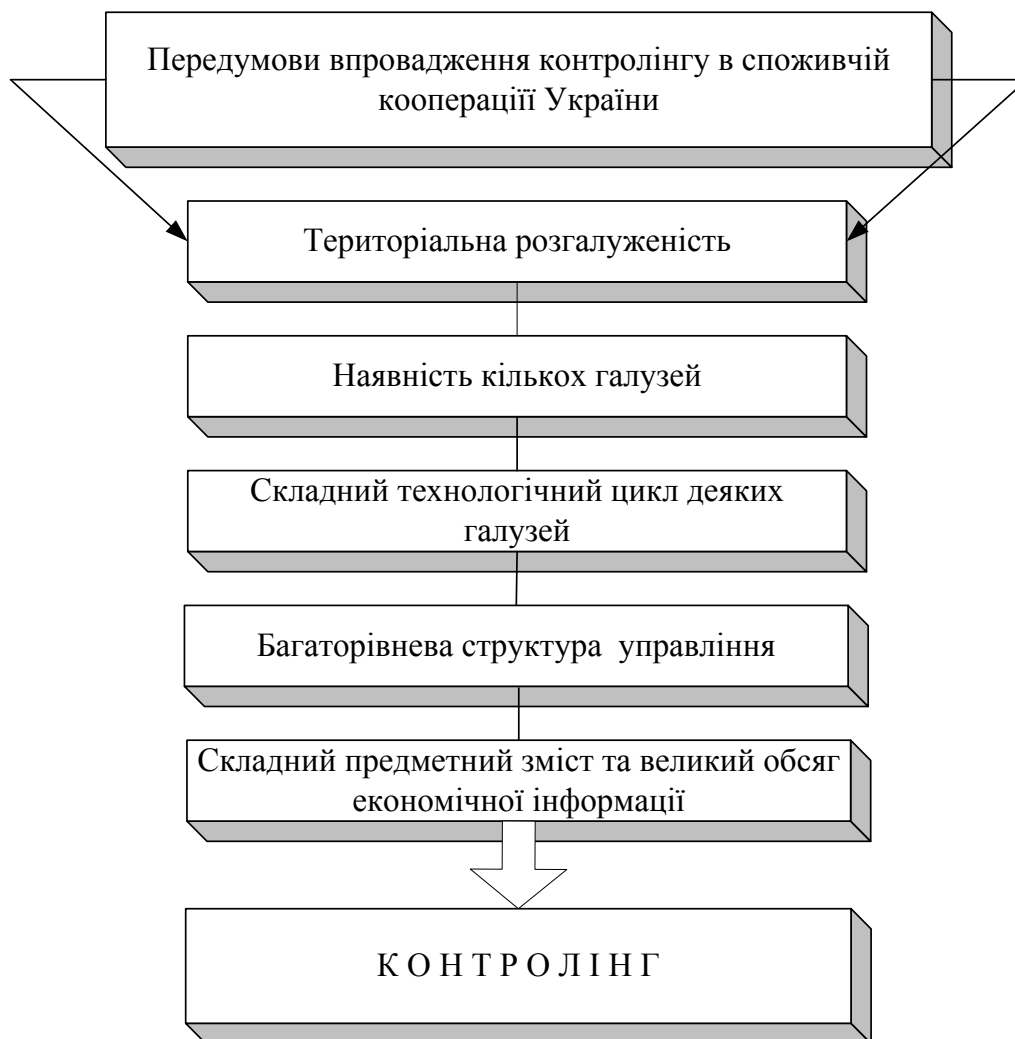 Передумови впровадження контролінгу в споживчій
коопераціїї України
Територіальна розгалуженість
Наявність кількох галузей
Складний технологічний цикл деяких
галузей
Багаторівнева структура  управління
Складний предметний зміст та великий обсяг
економічної інформації
К О Н Т Р О Л І Н Г